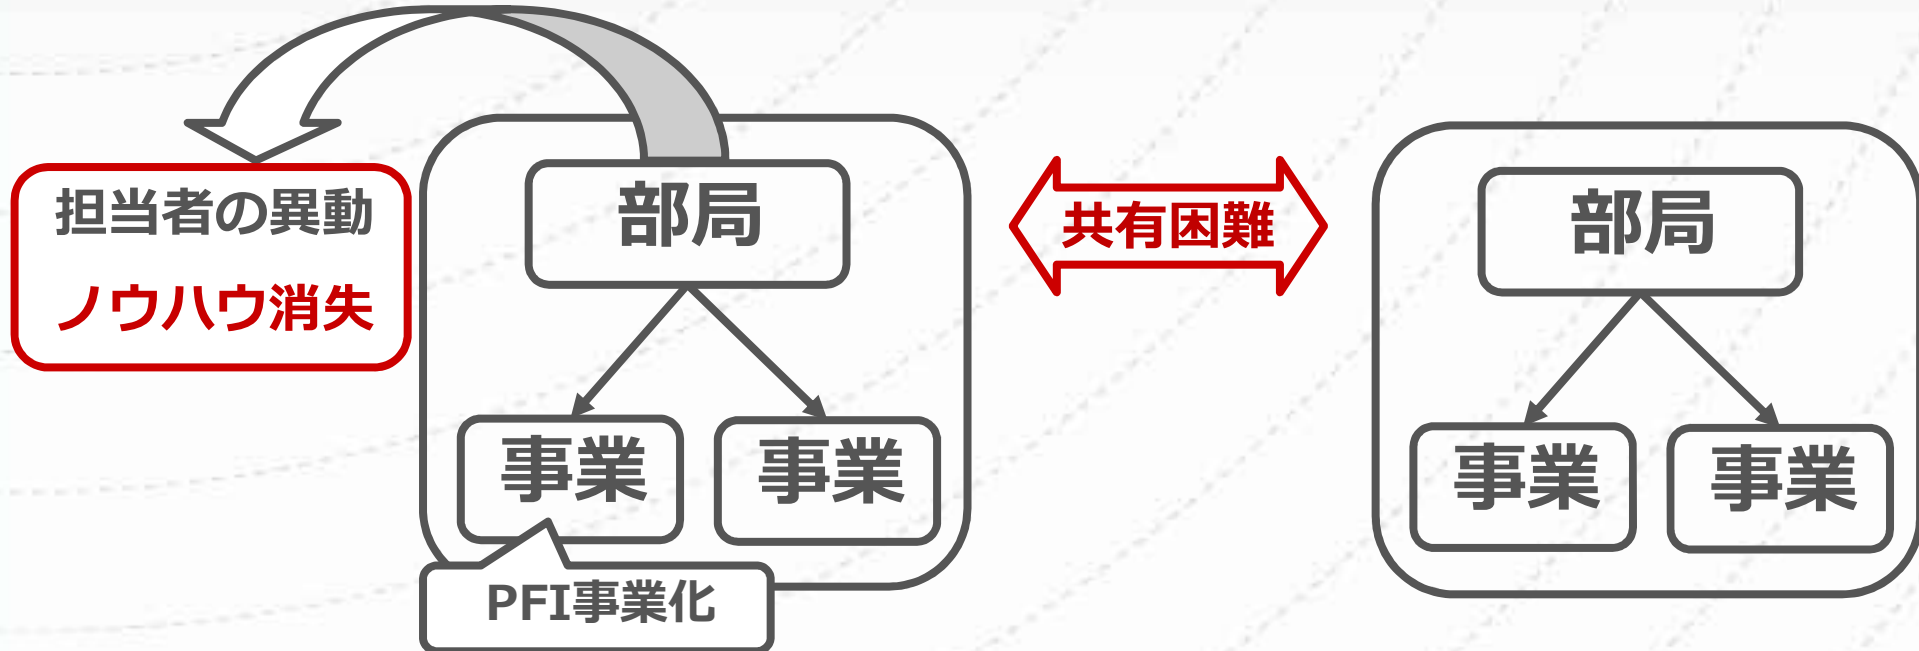 担当者の異動
ノウハウ消失
部局
事業
事業
PFI事業化
共有困難
部局
事業
事業